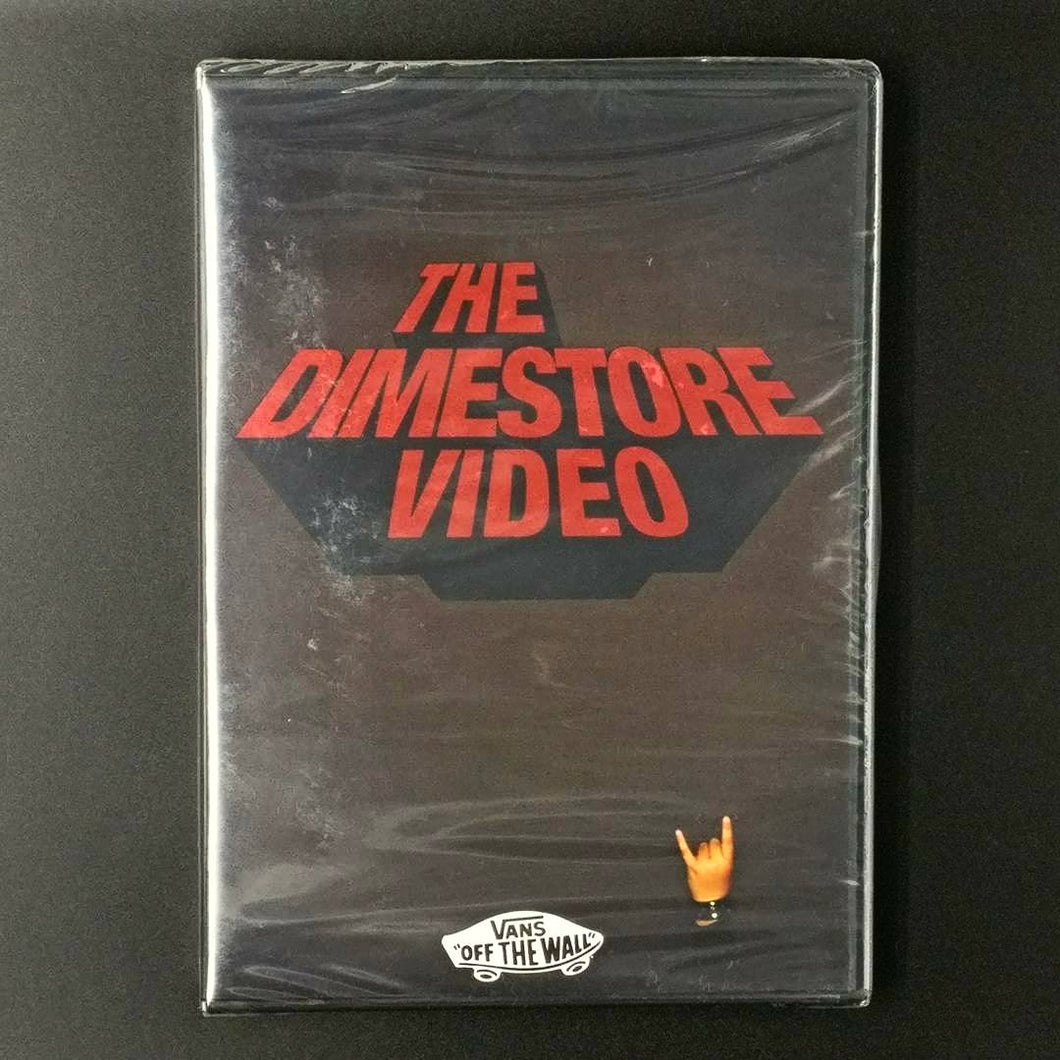 THE
DIMESTORE
VIDEO
VANS
"OFF THE WALL"